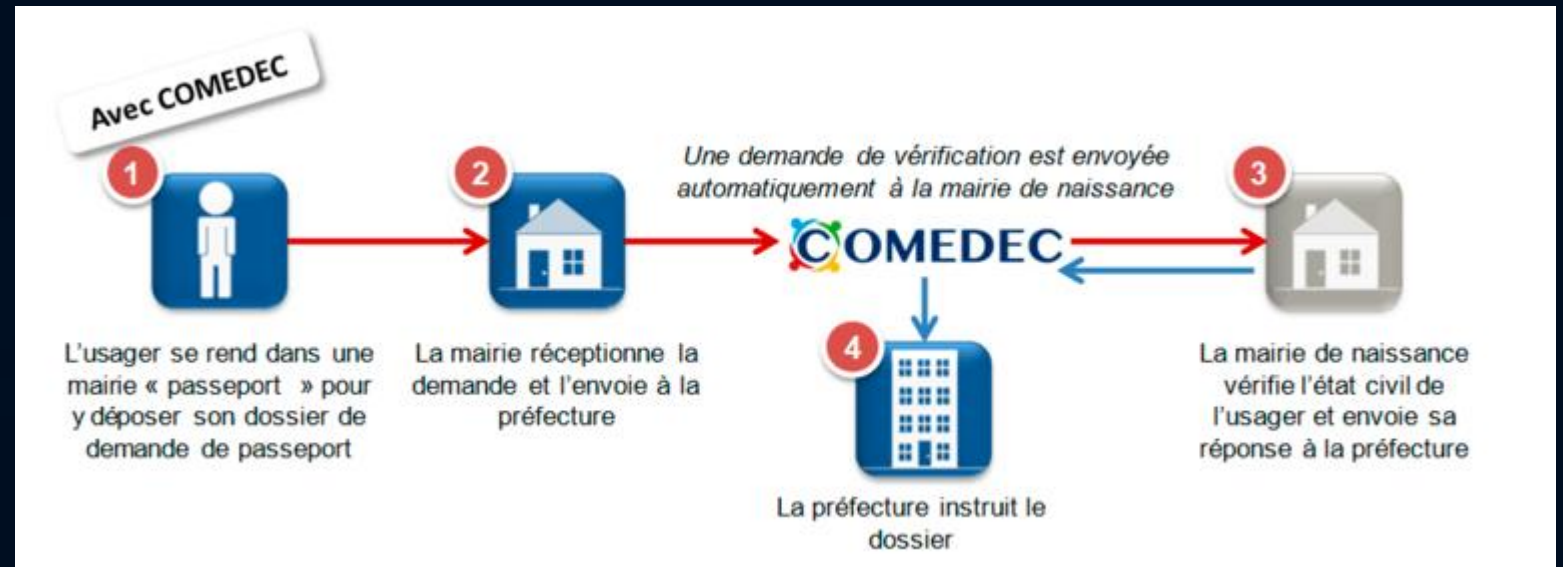 Avec COMEDEC
1
2
Une demande de vérification est envoyée
automatiquement à la mairie de naissance
3
COMEDEC
L'usager se rend dans une
mairie « passeport » pour
y déposer son dossier de
demande de passeport
La mairie réceptionne la
demande et l'envoie à la
préfecture
4
La mairie de naissance
vérifie l'état civil de
l'usager et envoie sa
réponse à la préfecture
La préfecture instruit le
dossier